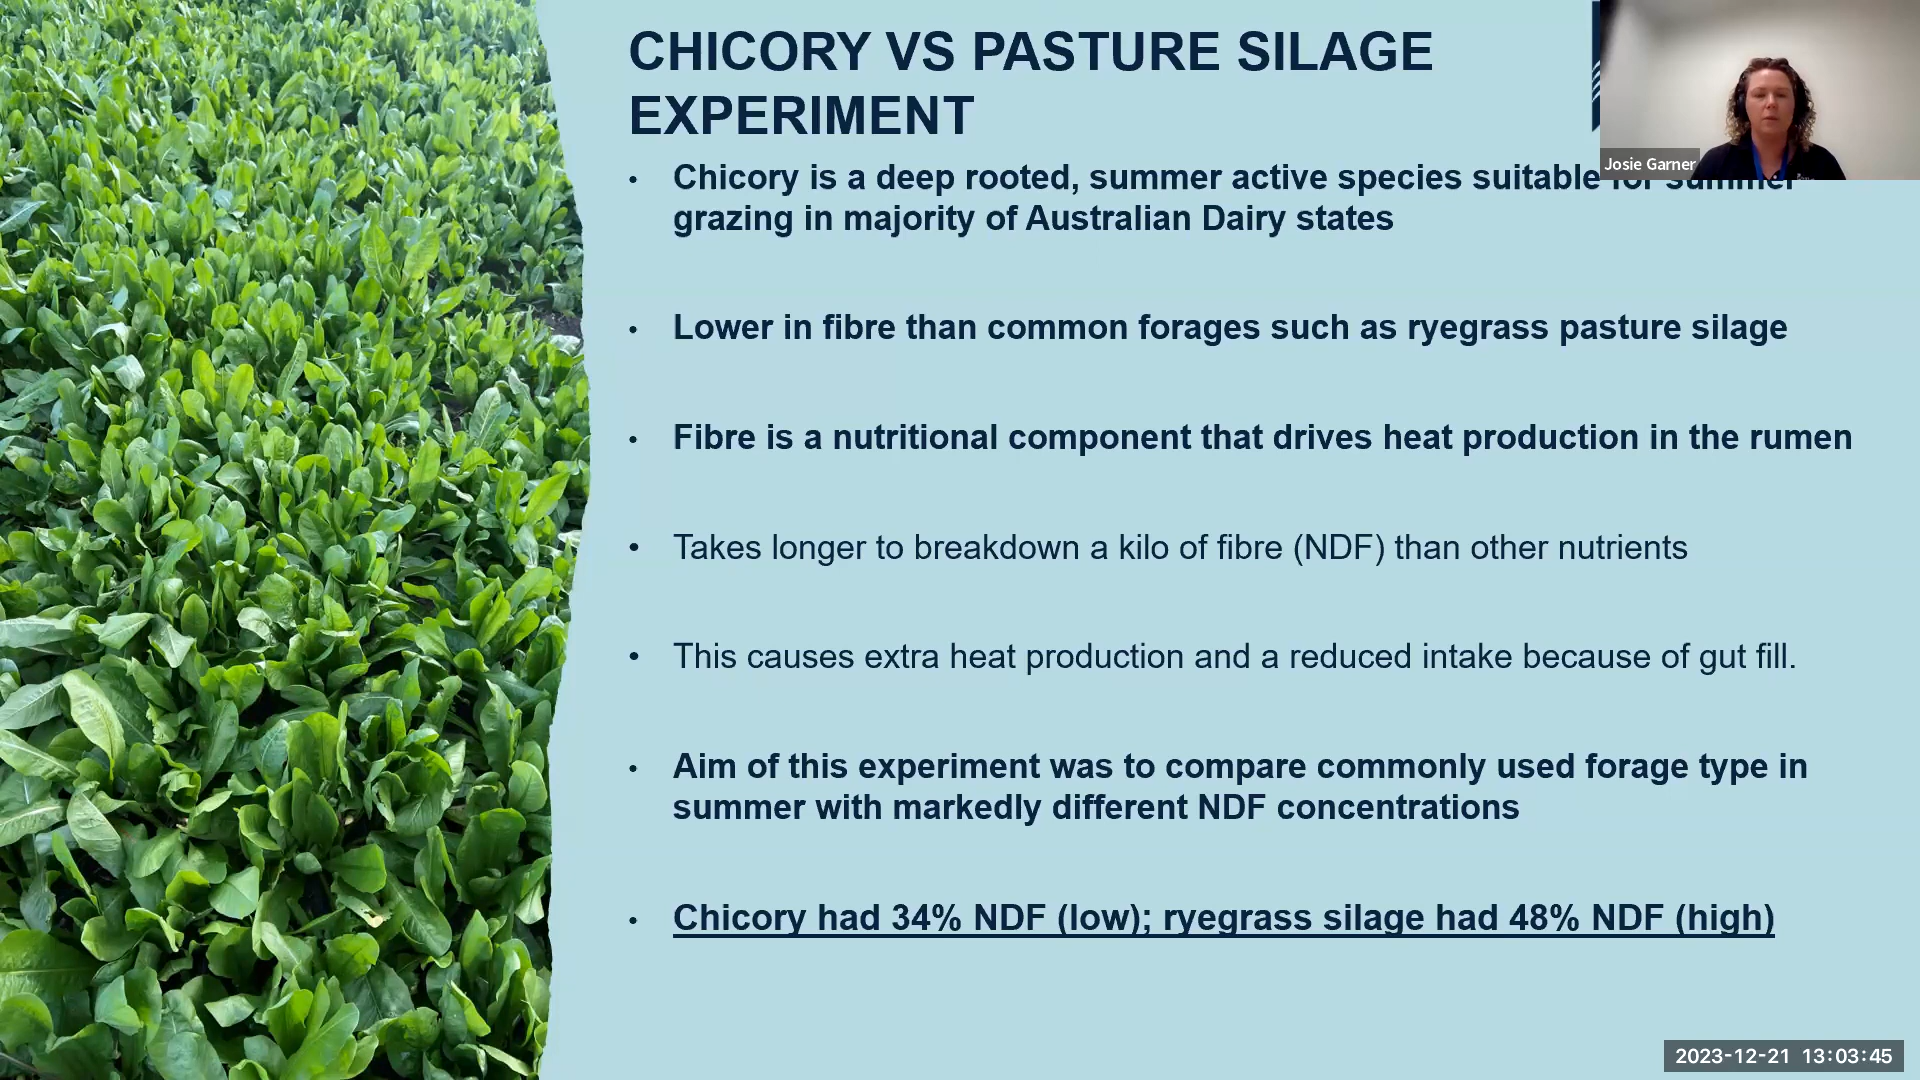 CHICORY VS PASTURE SILAGE
EXPERIMENT
Josie Garner
• Chicory is a deep rooted, summer active species suitable for summer
grazing in majority of Australian Dairy states
• Lower in fibre than common forages such as ryegrass pasture silage
• Fibre is a nutritional component that drives heat production in the rumen
• Takes longer to breakdown a kilo of fibre (NDF) than other nutrients
• This causes extra heat production and a reduced intake because of gut fill.
• Aim of this experiment was to compare commonly used forage type in
summer with markedly different NDF concentrations
• Chicory had 34% NDF (low); ryegrass silage had 48% NDF (high)
2023-12-21 13:03:45